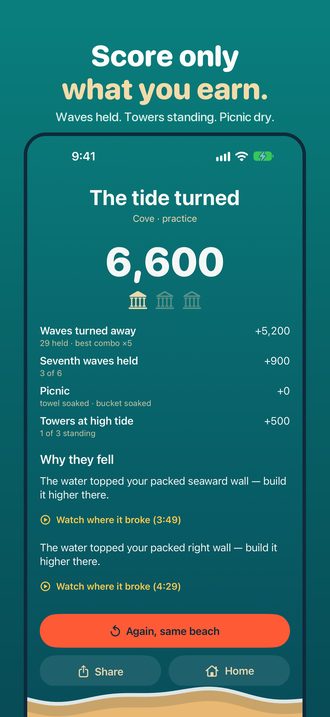 Score only
what you earn.
Waves held. Towers standing. Picnic dry.
9:41
The tide turned
Cove · practice
6,600
Waves turned away +5,200
29 held · best combo ×5
Seventh waves held +900
3 of 6
Picnic +0
towel soaked · bucket soaked
Towers at high tide +500
1 of 3 standing
Why they fell
The water topped your packed seaward wall — build
it higher there.
Watch where it broke (3:49)
The water topped your packed right wall — build it
higher there.
Watch where it broke (4:29)
Again, same beach
Share Home